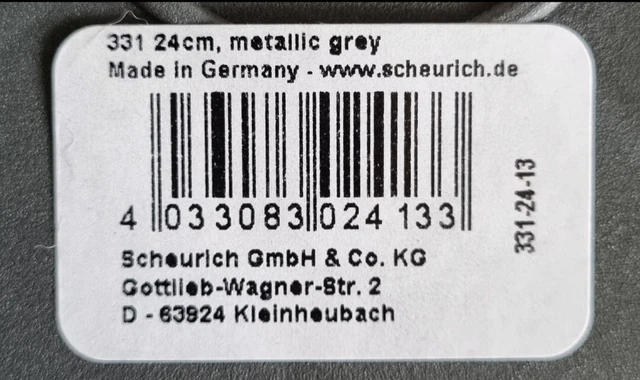 331 24cm, metallic grey
Made in Germany - www.scheurich.de
4 033083 024133
331-24-13
Scheurich GmbH & Co. KG
Gottlieb-Wagner-Str. 2
D - 63924 Kleinheubach